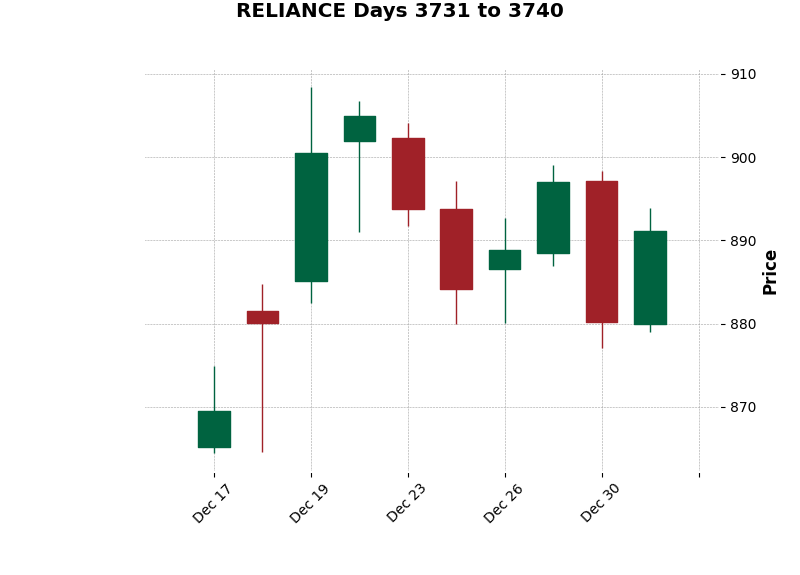 RELIANCE Days 3731 to 3740
910
900
890
880
870
Price
Dec 17
Dec 19
Dec 23
Dec 26
Dec 30